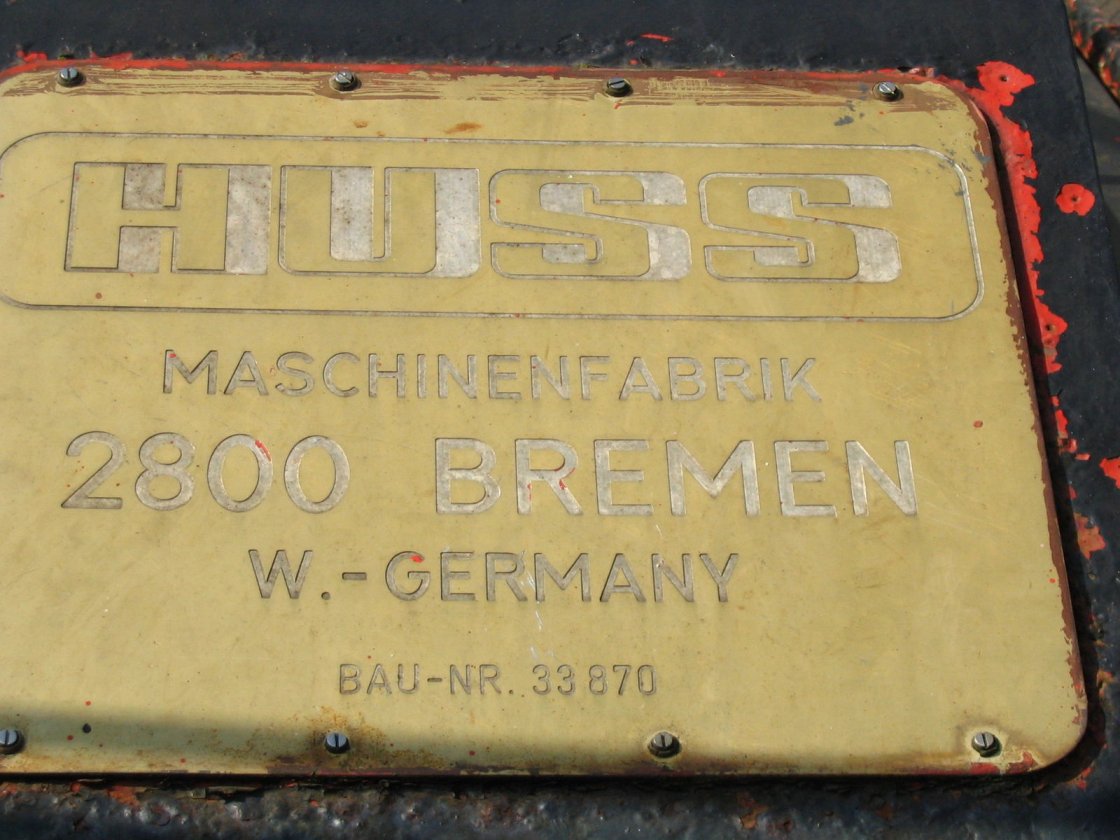 HUSS
MASCHINENFABRIK
2800 BREMEN
W.-GERMANY
BAU-NR. 33870